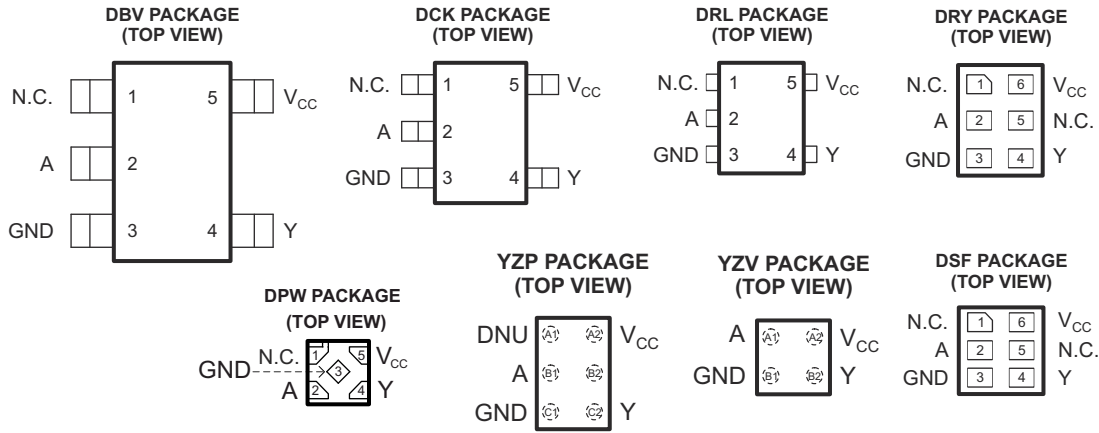 DBV PACKAGE
(TOP VIEW)
N.C. 1 5 VCC
A 2
GND 3 4 Y
DCK PACKAGE
(TOP VIEW)
N.C. 1 5 VCC
A 2
GND 3 4 Y
DRL PACKAGE
(TOP VIEW)
N.C. 1 5 VCC
A 2
GND 3 4 Y
DRY PACKAGE
(TOP VIEW)
N.C. 1 6 VCC
A 2 5 N.C.
GND 3 4 Y
DPW PACKAGE
(TOP VIEW)
N.C. 1 5 VCC
GND 3
A 2 4 Y
YZP PACKAGE
(TOP VIEW)
DNU A1 A2 VCC
A B1 B2
GND C1 C2 Y
YZV PACKAGE
(TOP VIEW)
A A1 A2 VCC
GND B1 B2 Y
DSF PACKAGE
(TOP VIEW)
N.C. 1 6 VCC
A 2 5 N.C.
GND 3 4 Y